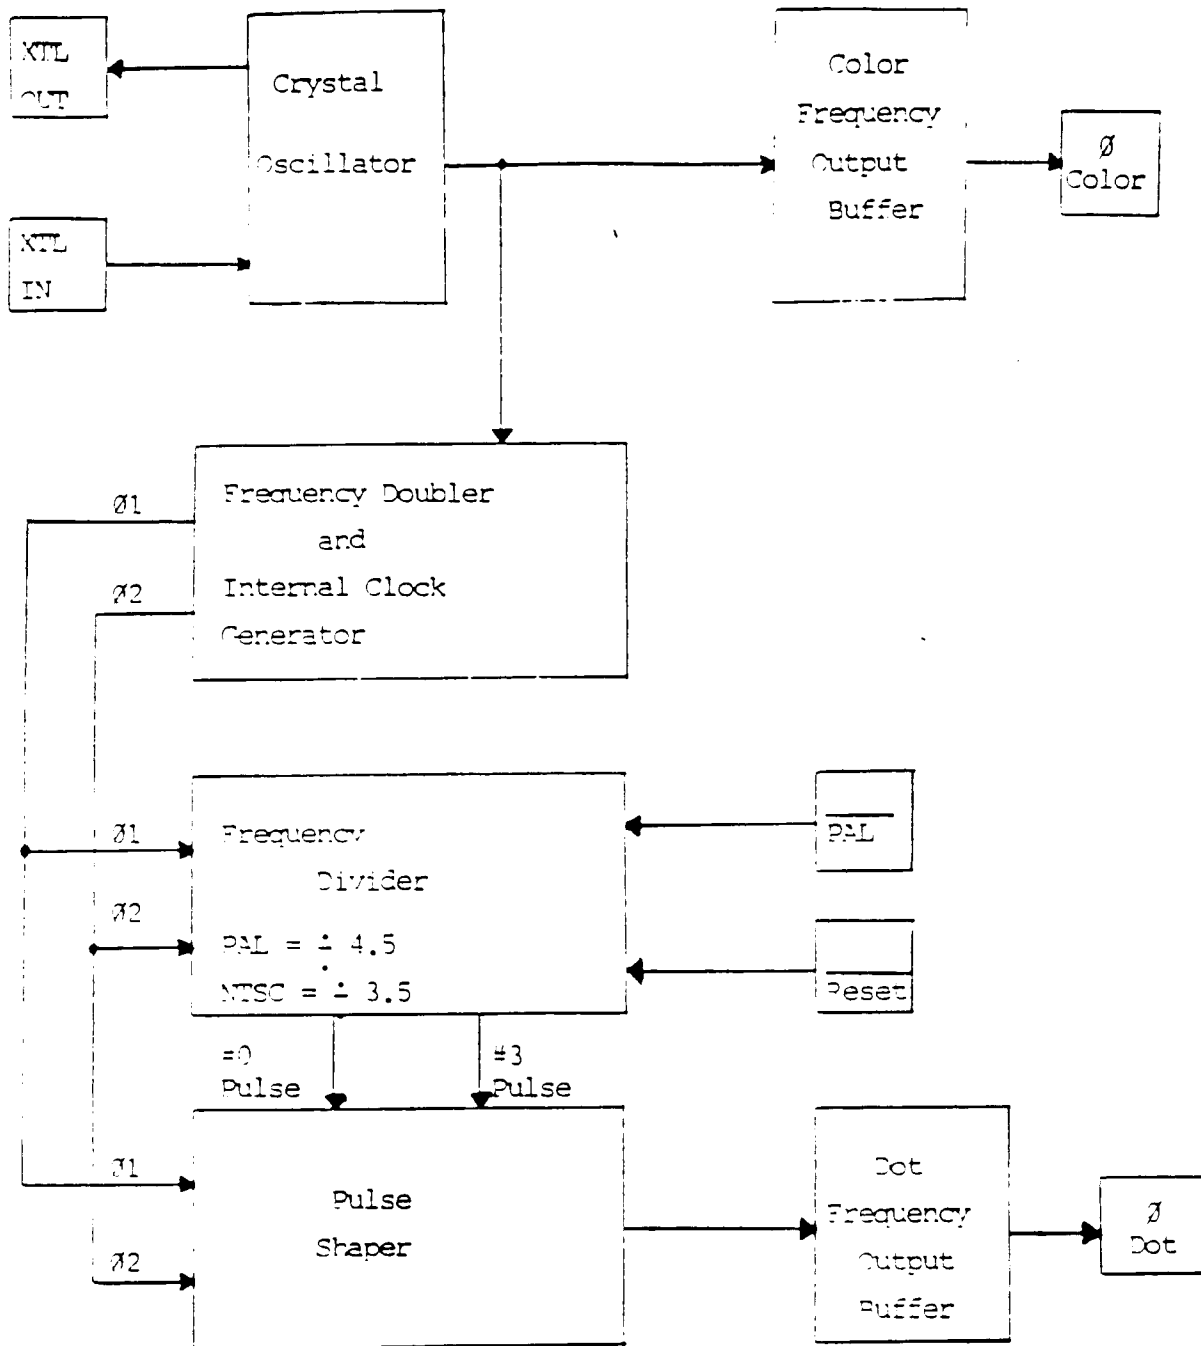 XTL
OUT
Crystal
Oscillator
XTL
IN
Color
Frequency
Output
Buffer
Ø
Color
Frequency Doubler
and
Internal Clock
Generator
Ø1
Ø2
Frequency
Divider
PAL = ÷ 4.5
NTSC = ÷ 3.5
Ø1
Ø2
PAL
Reset
#0
Pulse
#3
Pulse
Ø1
Ø2
Pulse
Shaper
Dot
Frequency
Output
Buffer
Ø
Dot